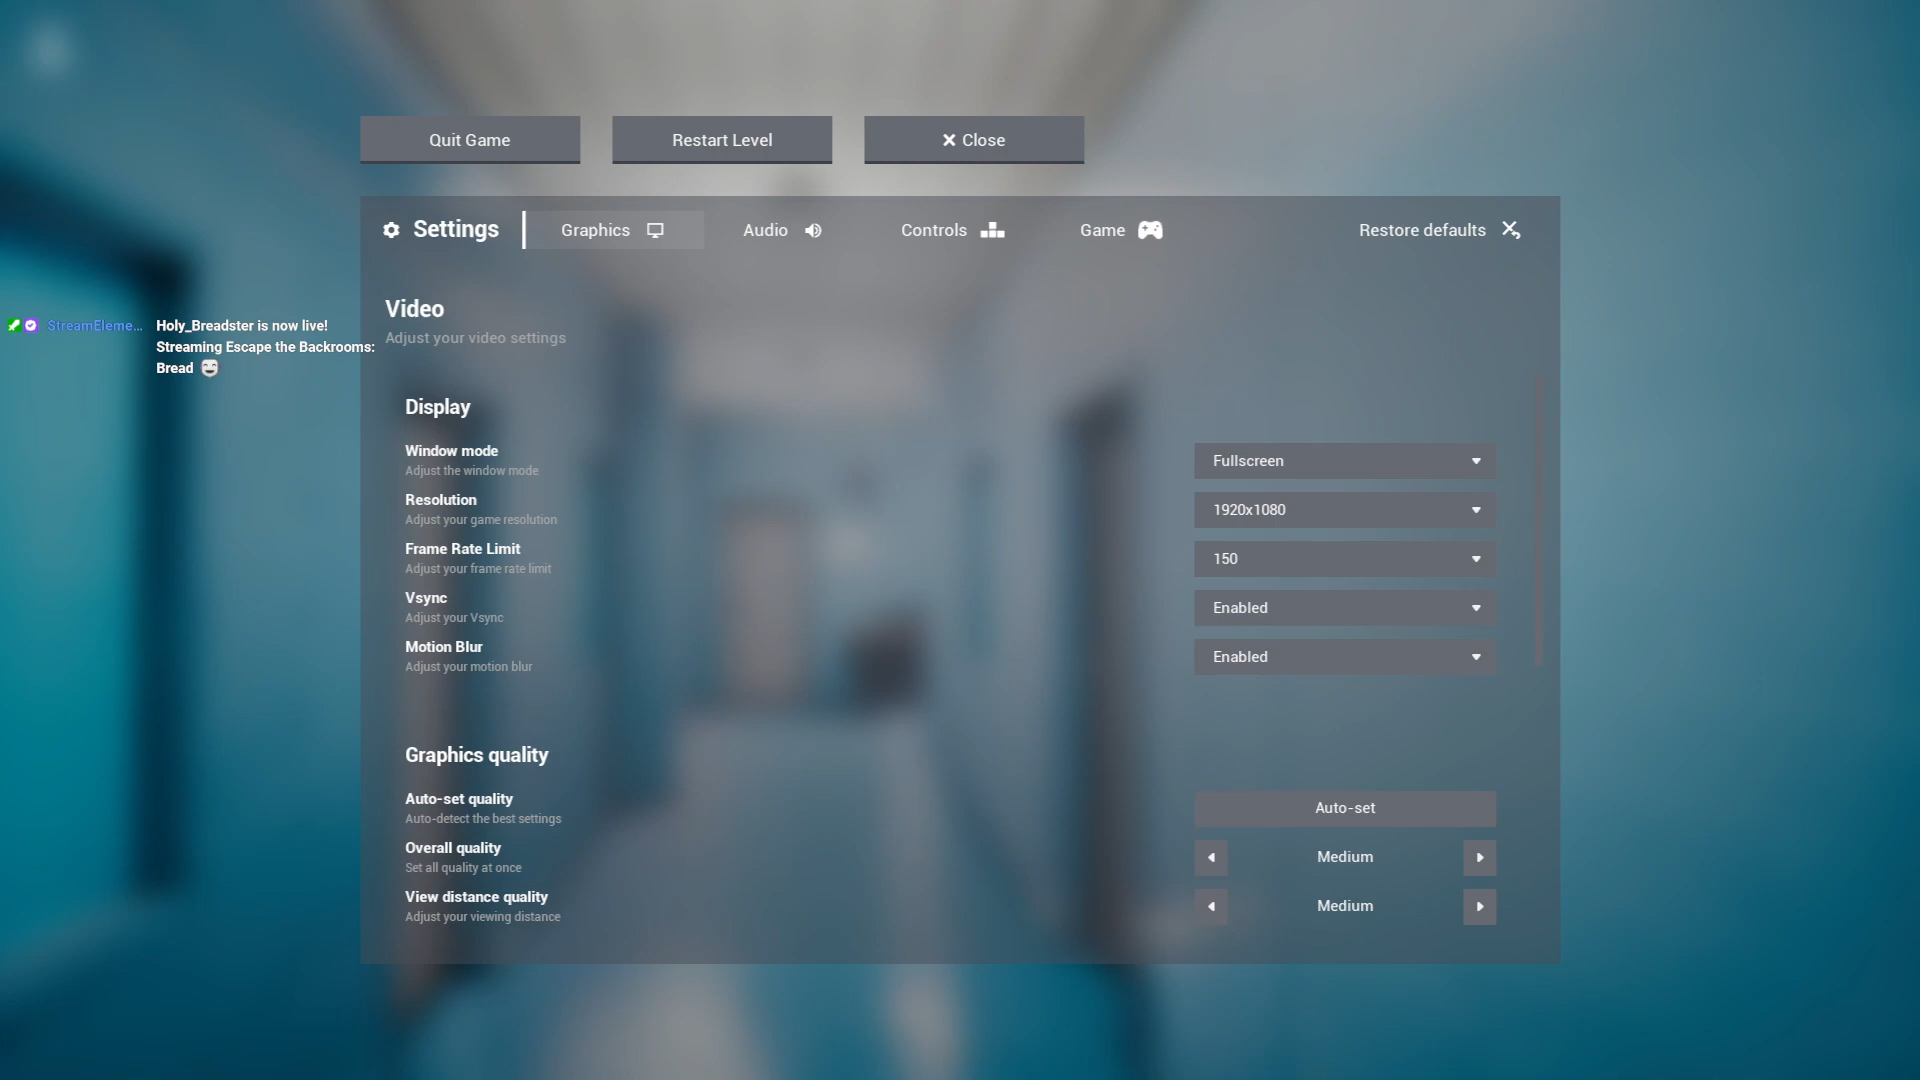 Quit Game
Restart Level
Close
Settings
Graphics
Audio
Controls
Game
Restore defaults
Video
Adjust your video settings
StreamEleme...
Holy_Breadster is now live!
Streaming Escape the Backrooms:
Bread
Display
Window mode
Adjust the window mode
Fullscreen
Resolution
Adjust your game resolution
1920x1080
Frame Rate Limit
Adjust your frame rate limit
150
Vsync
Adjust your Vsync
Enabled
Motion Blur
Adjust your motion blur
Enabled
Graphics quality
Auto-set quality
Auto-detect the best settings
Auto-set
Overall quality
Set all quality at once
Medium
View distance quality
Adjust your viewing distance
Medium